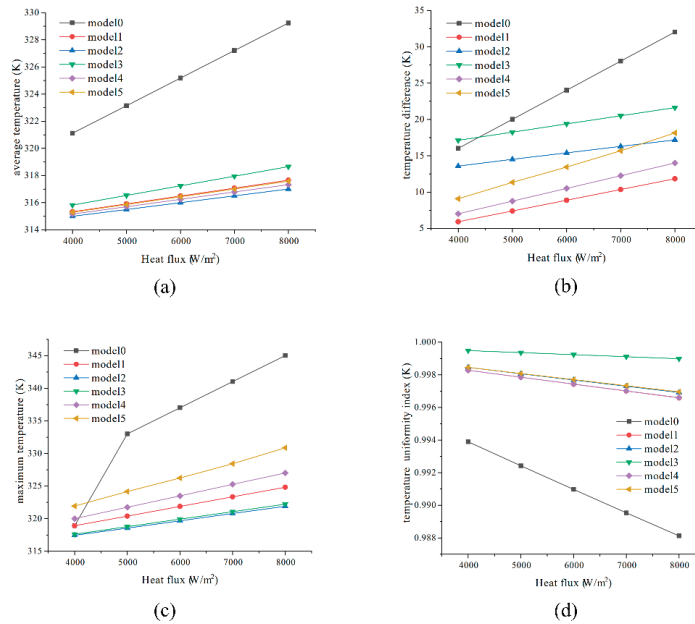 330
328
326
324
322
320
318
316
314
average temperature (K)
model0
model1
model2
model3
model4
model5
4000 5000 6000 7000 8000
Heat flux (W/m²)
(a)
35
30
25
20
15
10
5
temperature difference (K)
model0
model1
model2
model3
model4
model5
4000 5000 6000 7000 8000
Heat flux (W/m²)
(b)
345
335
330
325
320
315
maximum temperature (K)
model0
model1
model2
model3
model4
model5
4000 5000 6000 7000 8000
Heat flux (W/m²)
(c)
1.000
0.998
0.996
0.994
0.992
0.990
0.988
temperature uniformity index (K)
model0
model1
model2
model3
model4
model5
4000 5000 6000 7000 8000
Heat flux (W/m²)
(d)